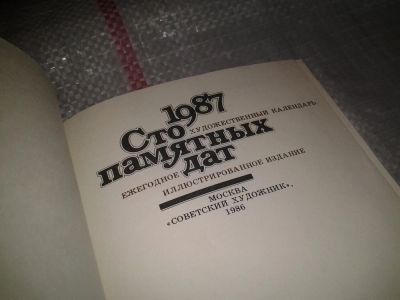 1987
Сто
ХУДОЖЕСТВЕННЫЙ КАЛЕНДАРЬ.
памятных
дат
ЕЖЕГОДНОЕ
ИЛЛЮСТРИРОВАННОЕ ИЗДАНИЕ
МОСКВА
«СОВЕТСКИЙ ХУДОЖНИК».
1986